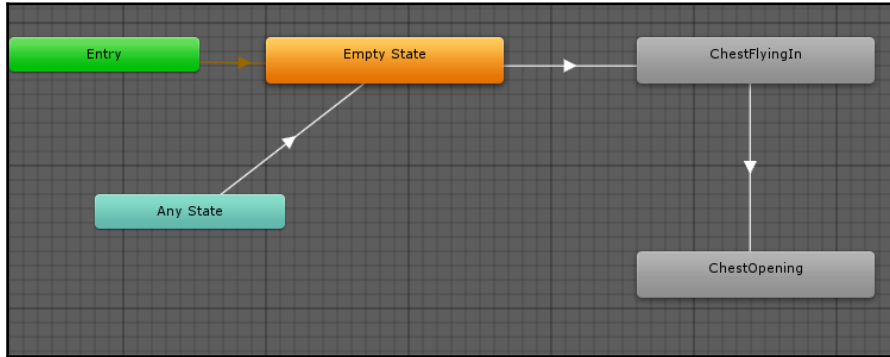 Entry
Empty State
ChestFlyingIn
Any State
ChestOpening